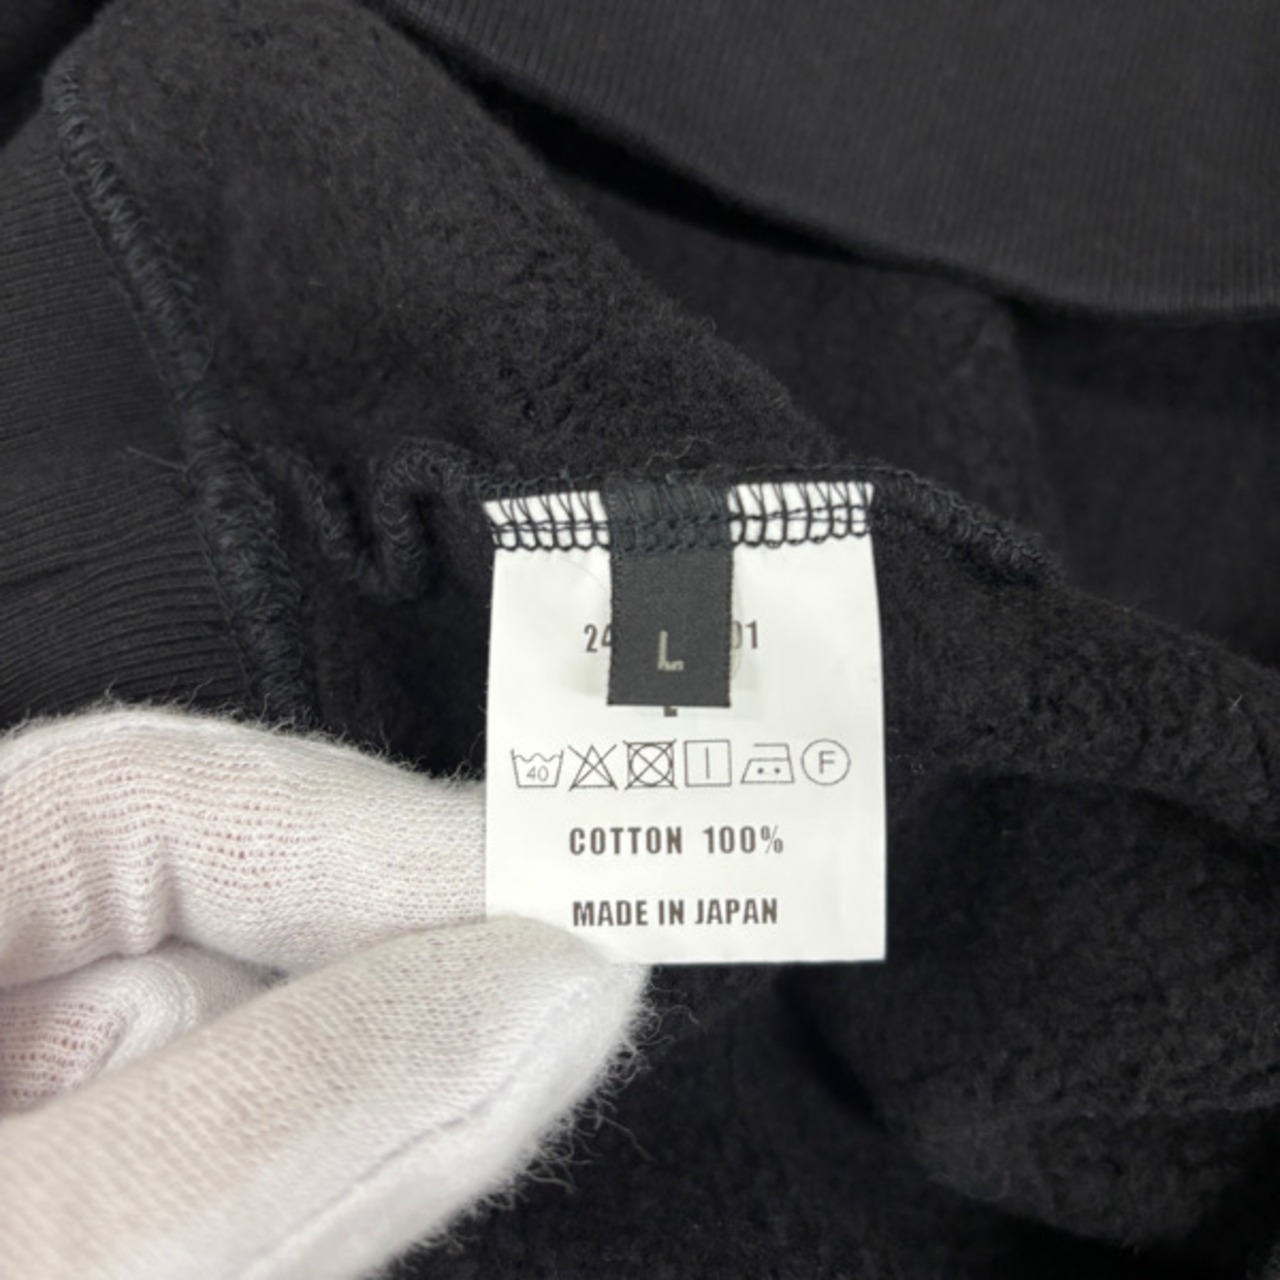 L
40 F
COTTON 100%
MADE IN JAPAN